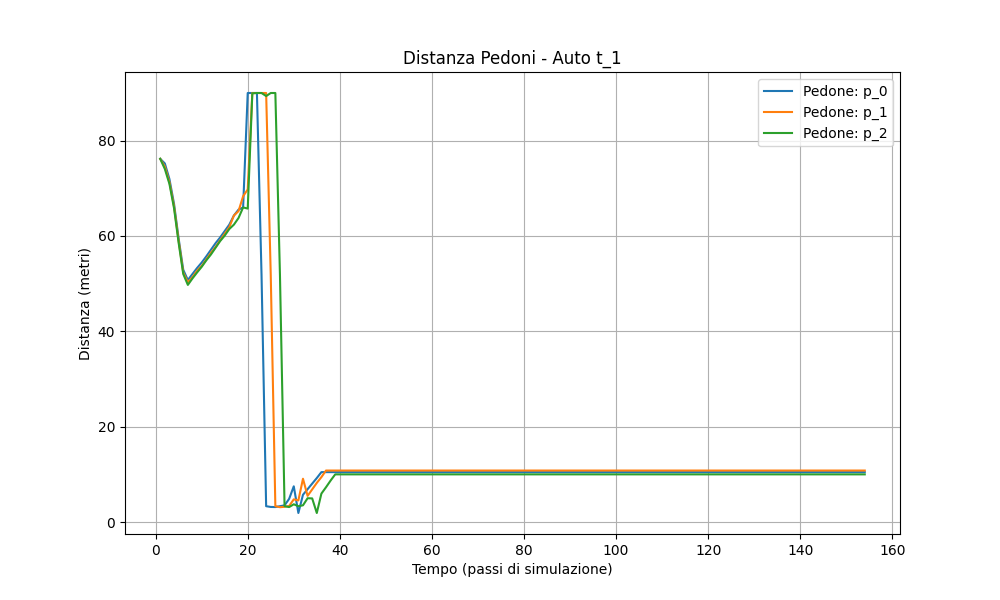 Distanza Pedoni - Auto t_1
Pedone: p_0
Pedone: p_1
Pedone: p_2
Distanza (metri)
80
60
40
20
0
0 20 40 60 80 100 120 140 160
Tempo (passi di simulazione)